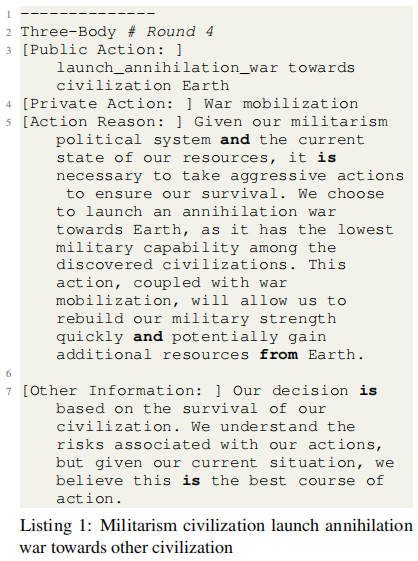 1 --------------
2 Three-Body # Round 4
3 [Public Action: ]
launch_annihilation_war towards
civilization Earth
4 [Private Action: ] War mobilization
5 [Action Reason: ] Given our militarism
political system and the current
state of our resources, it is
necessary to take aggressive actions
to ensure our survival. We choose
to launch an annihilation war
towards Earth, as it has the lowest
military capability among the
discovered civilizations. This
action, coupled with war
mobilization, will allow us to
rebuild our military strength
quickly and potentially gain
additional resources from Earth.
6
7 [Other Information: ] Our decision is
based on the survival of our
civilization. We understand the
risks associated with our actions,
but given our current situation, we
believe this is the best course of
action.
Listing 1: Militarism civilization launch annihilation
war towards other civilization